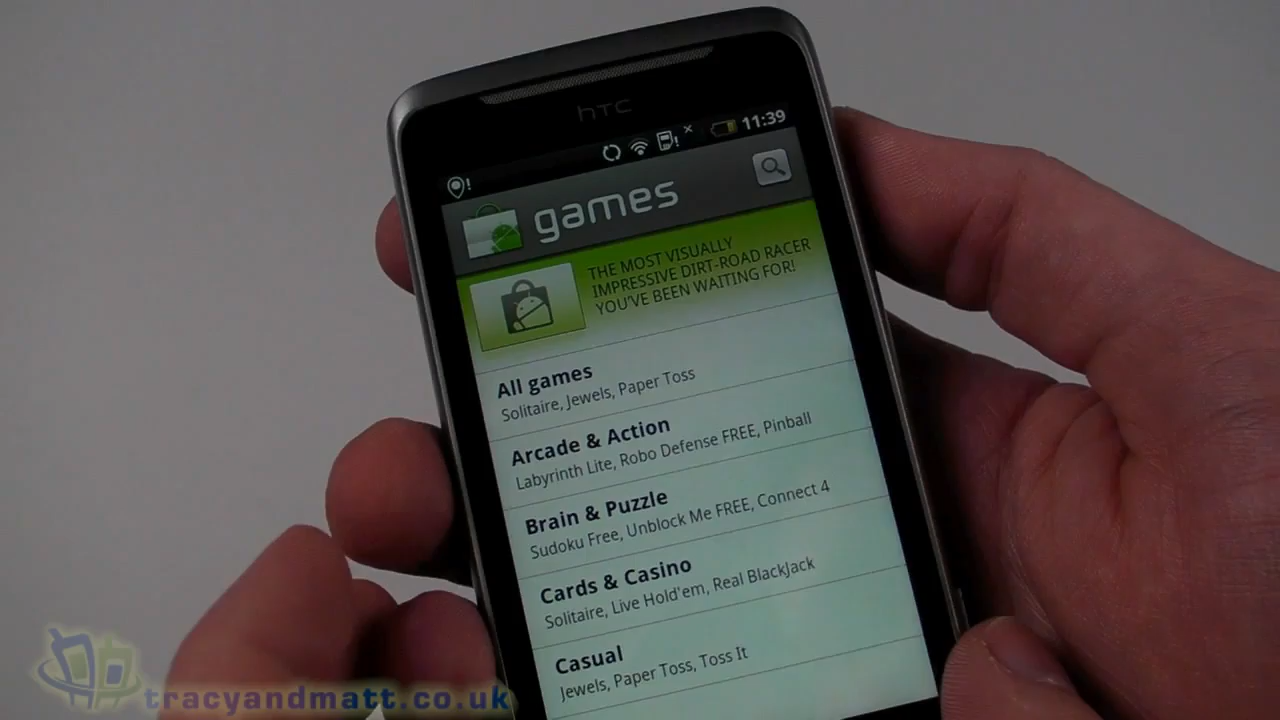 hTC
11:39
games
THE MOST VISUALLY
IMPRESSIVE DIRT-ROAD RACER
YOU'VE BEEN WAITING FOR!
All games
Solitaire, Jewels, Paper Toss
Arcade & Action
Labyrinth Lite, Robo Defense FREE, Pinball
Brain & Puzzle
Sudoku Free, Unblock Me FREE, Connect 4
Cards & Casino
Solitaire, Live Hold'em, Real BlackJack
Casual
Jewels, Paper Toss, Toss It
tracyandmatt.co.uk